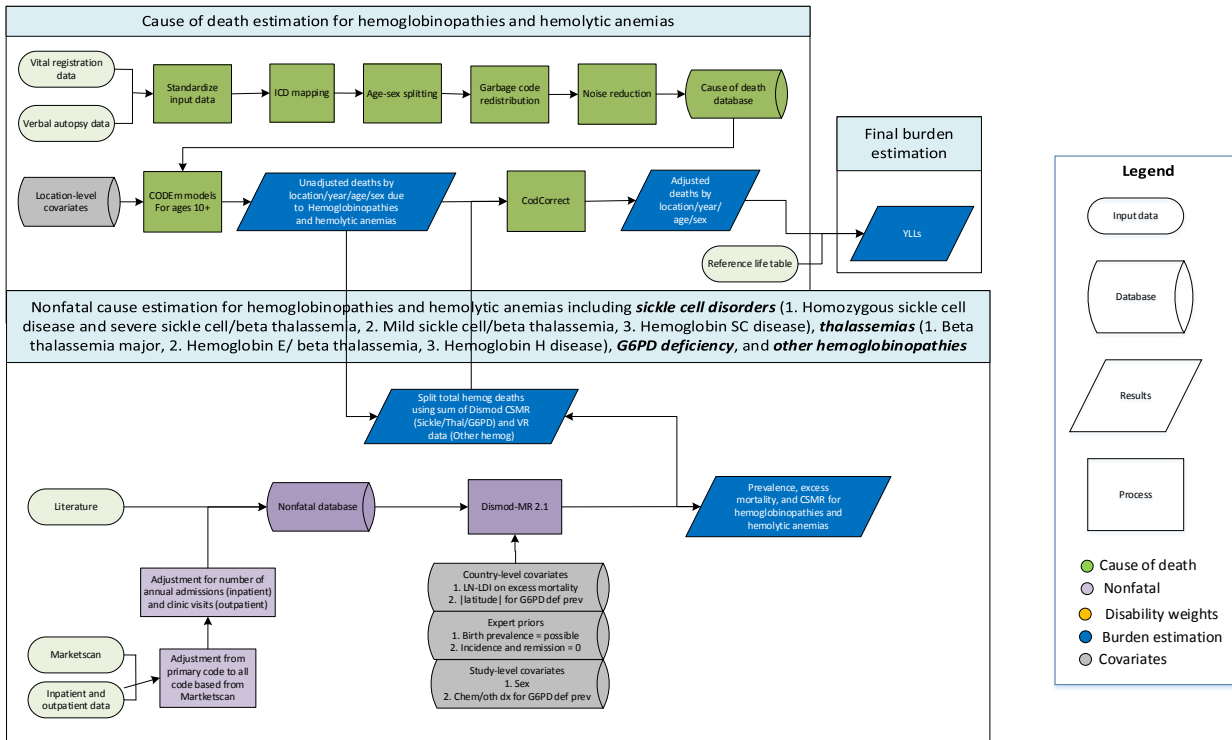 Cause of death estimation for hemoglobinopathies and hemolytic anemias
Vital registration
data
Verbal autopsy data
Standardize
input data
ICD mapping
Age-sex splitting
Garbage code
redistribution
Noise reduction
Cause of death
database
Location-level
covariates
CODEm models
For ages 10+
Unadjusted deaths by
location/year/age/sex due
to Hemoglobinopathies
and hemolytic anemias
CodCorrect
Adjusted
deaths by
location/year/
age/sex
Reference life table
Final burden
estimation
YLLs
Nonfatal cause estimation for hemoglobinopathies and hemolytic anemias including sickle cell disorders (1. Homozygous sickle cell
disease and severe sickle cell/beta thalassemia, 2. Mild sickle cell/beta thalassemia, 3. Hemoglobin SC disease), thalassemias (1. Beta
thalassemia major, 2. Hemoglobin E/ beta thalassemia, 3. Hemoglobin H disease), G6PD deficiency, and other hemoglobinopathies
Split total hemog deaths
using sum of Dismod CSMR
(Sickle/Thal/G6PD) and VR
data (Other hemog)
Literature
Nonfatal database
Dismod-MR 2.1
Prevalence, excess
mortality, and CSMR for
hemoglobinopathies and
hemolytic anemias
Adjustment for number of
annual admissions (inpatient)
and clinic visits (outpatient)
Marketscan
Inpatient and
outpatient data
Adjustment from
primary code to all
code based from
Martketscan
Country-level covariates
1. LN-LDI on excess mortality
2. |latitude| for G6PD def prev
Expert priors
1. Birth prevalence = possible
2. Incidence and remission = 0
Study-level covariates
1. Sex
2. Chem/oth dx for G6PD def prev
Legend
Input data
Database
Results
Process
Cause of death
Nonfatal
Disability weights
Burden estimation
Covariates